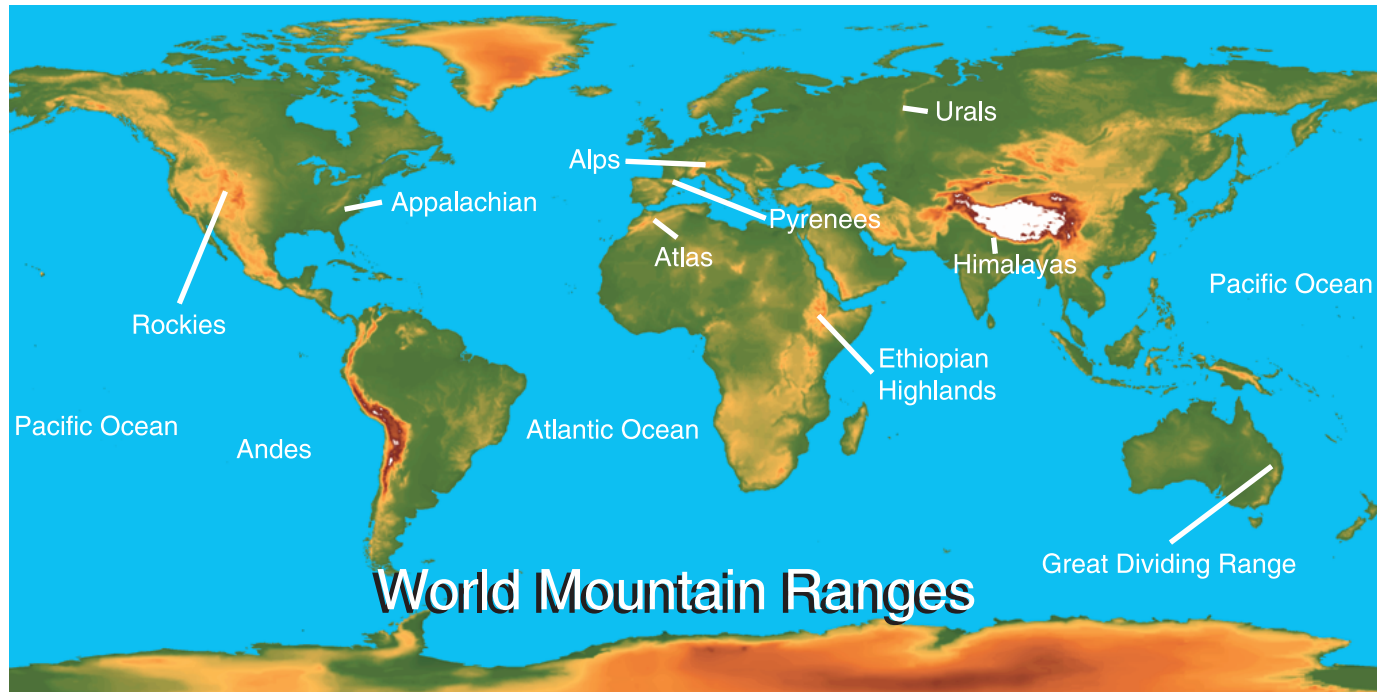 Urals
Alps
Appalachian
Pyrenees
Atlas
Himalayas
Pacific Ocean
Rockies
Ethiopian
Highlands
Pacific Ocean
Andes
Atlantic Ocean
Great Dividing Range
World Mountain Ranges